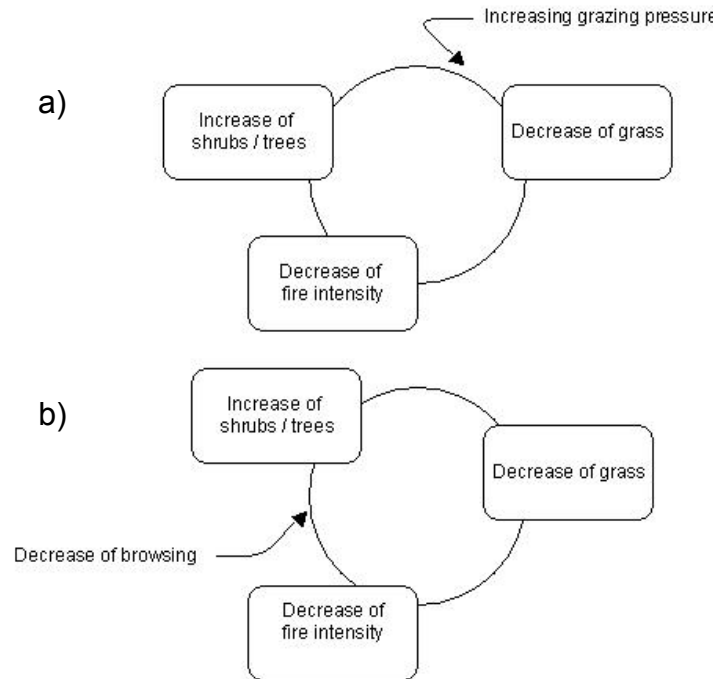 Increasing grazing pressure
a)
Increase of
shrubs / trees
Decrease of grass
Decrease of
fire intensity
b)
Increase of
shrubs / trees
Decrease of grass
Decrease of browsing
Decrease of
fire intensity